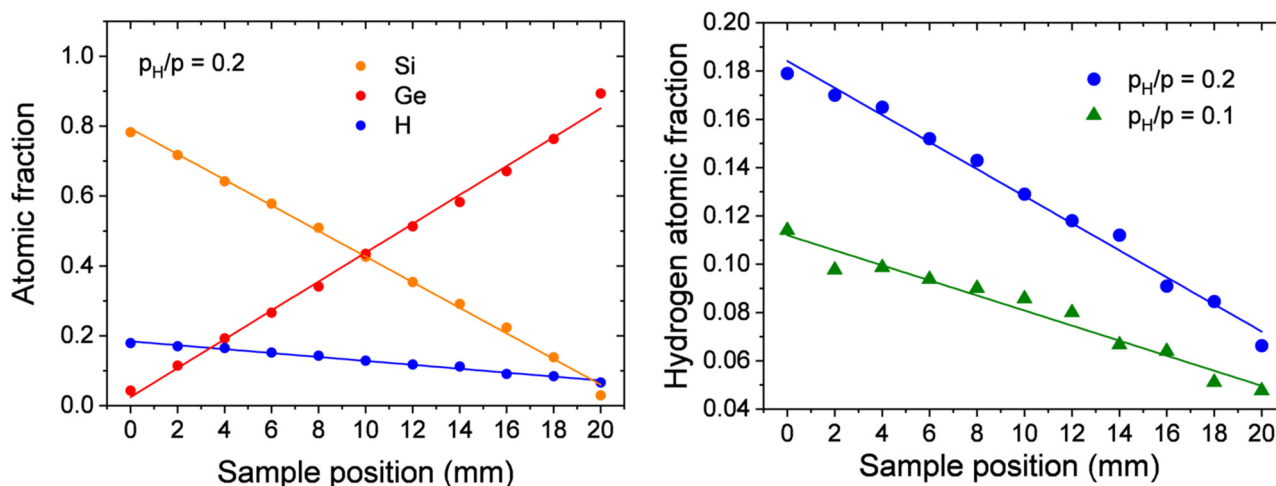 p_H/p = 0.2
Si
Ge
H
Atomic fraction
1.0
0.8
0.6
0.4
0.2
0.0
0 2 4 6 8 10 12 14 16 18 20
Sample position (mm)
p_H/p = 0.2
p_H/p = 0.1
Hydrogen atomic fraction
0.20
0.18
0.16
0.14
0.12
0.10
0.08
0.06
0.04
0 2 4 6 8 10 12 14 16 18 20
Sample position (mm)